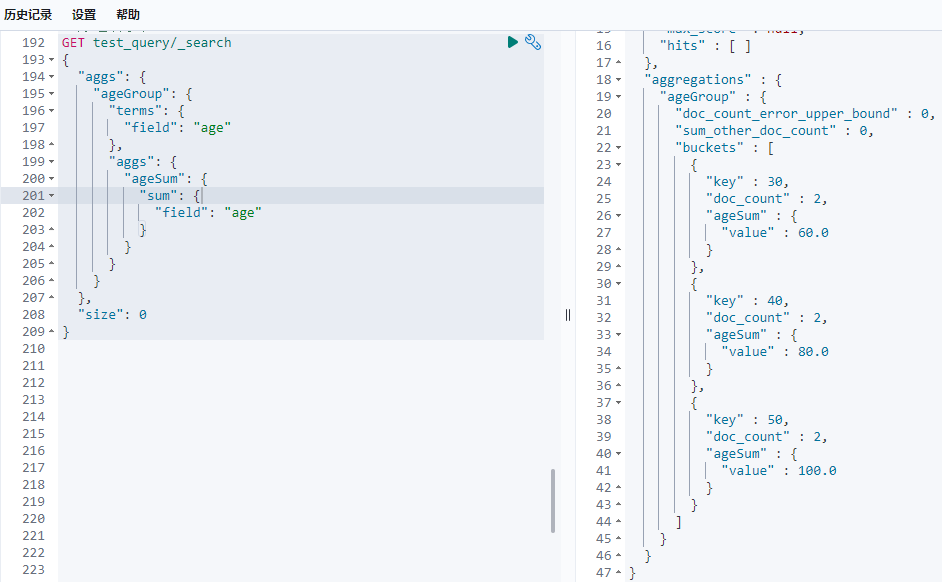 历史记录 设置 帮助
192 GET test_query/_search
193 {
194 "aggs": {
195 "ageGroup": {
196 "terms": {
197 "field": "age"
198 },
199 "aggs": {
200 "ageSum": {
201 "sum": {
202 "field": "age"
203 }
204 }
205 }
206 }
207 },
208 "size": 0
209 }
210
211
212
213
214
215
216
217
218
219
220
221
222
223
15 "max_score" : null,
16 "hits" : [ ]
17 },
18 "aggregations" : {
19 "ageGroup" : {
20 "doc_count_error_upper_bound" : 0,
21 "sum_other_doc_count" : 0,
22 "buckets" : [
23 {
24 "key" : 30,
25 "doc_count" : 2,
26 "ageSum" : {
27 "value" : 60.0
28 }
29 },
30 {
31 "key" : 40,
32 "doc_count" : 2,
33 "ageSum" : {
34 "value" : 80.0
35 }
36 },
37 {
38 "key" : 50,
39 "doc_count" : 2,
40 "ageSum" : {
41 "value" : 100.0
42 }
43 }
44 ]
45 }
46 }
47 }